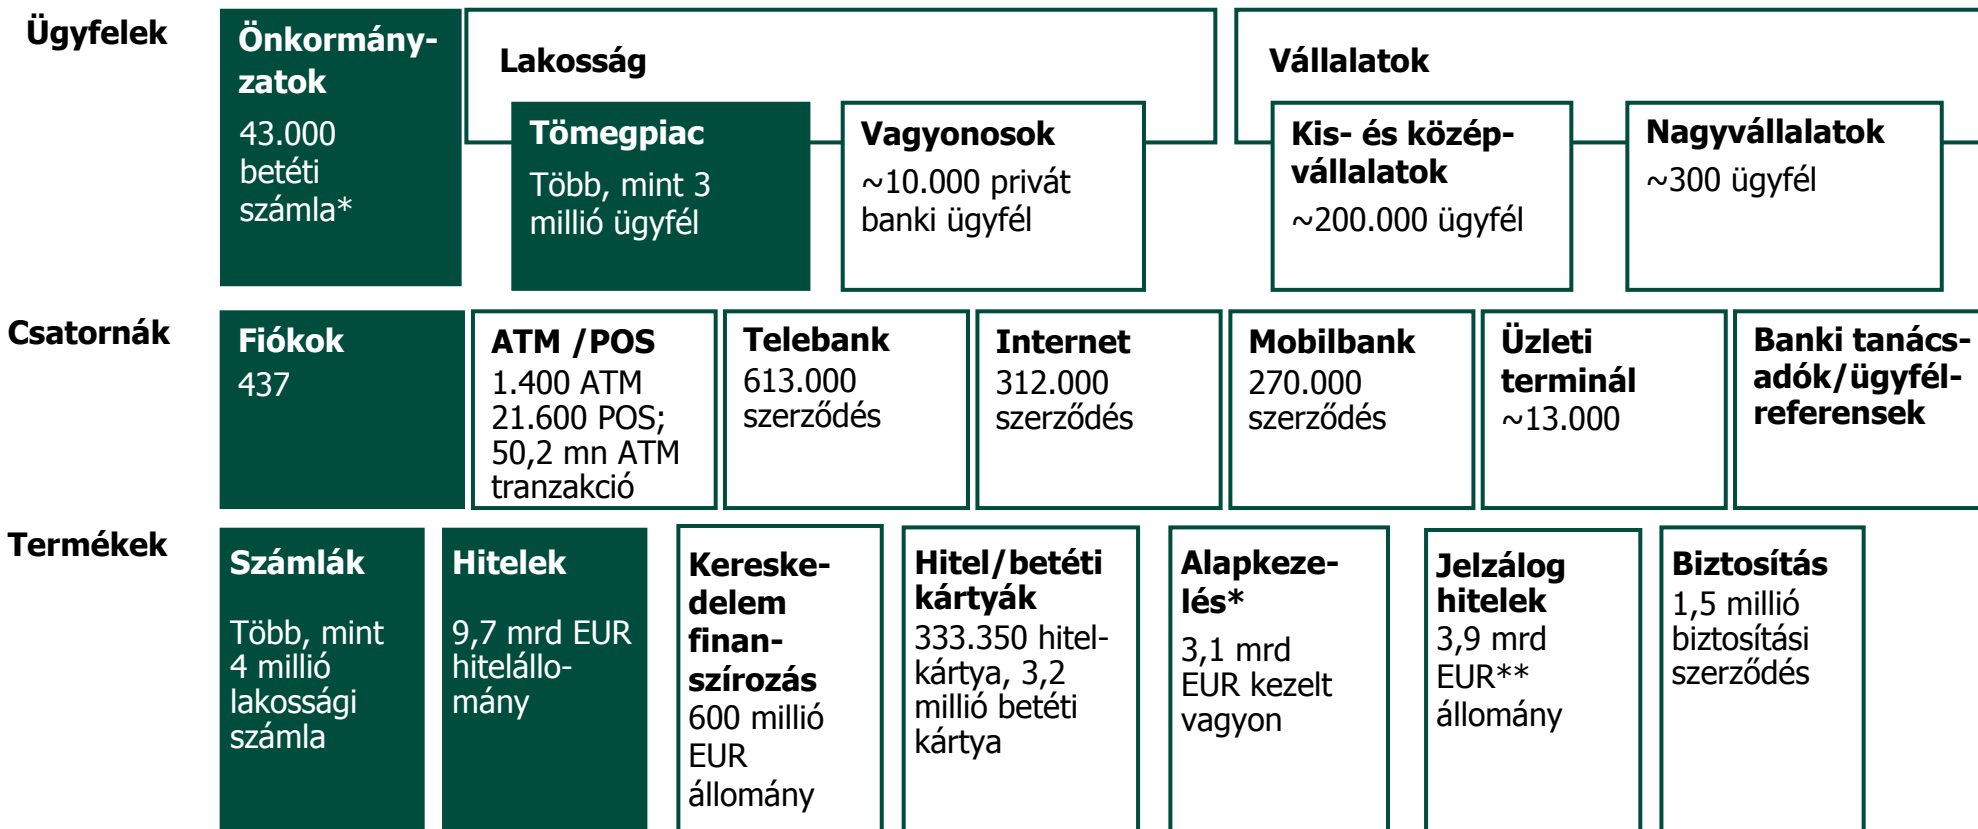 Ügyfelek
Önkormány-
zatok
43.000
betéti
számla*
Lakosság
Tömegpiac
Több, mint 3
millió ügyfél
Vagyonosok
~10.000 privát
banki ügyfél
Vállalatok
Kis- és közép-
vállalatok
~200.000 ügyfél
Nagyvállalatok
~300 ügyfél
Csatornák
Fiókok
437
ATM /POS
1.400 ATM
21.600 POS;
50,2 mn ATM
tranzakció
Telebank
613.000
szerződés
Internet
312.000
szerződés
Mobilbank
270.000
szerződés
Üzleti
terminál
~13.000
Banki tanács-
adók/ügyfél-
referensek
Termékek
Számlák
Több, mint
4 millió
lakossági
számla
Hitelek
9,7 mrd EUR
hitelállo-
mány
Kereske-
delem
finan-
szírozás
600 millió
EUR
állomány
Hitel/betéti
kártyák
333.350 hitel-
kártya, 3,2
millió betéti
kártya
Alapkeze-
lés*
3,1 mrd
EUR kezelt
vagyon
Jelzálog
hitelek
3,9 mrd
EUR**
állomány
Biztosítás
1,5 millió
biztosítási
szerződés